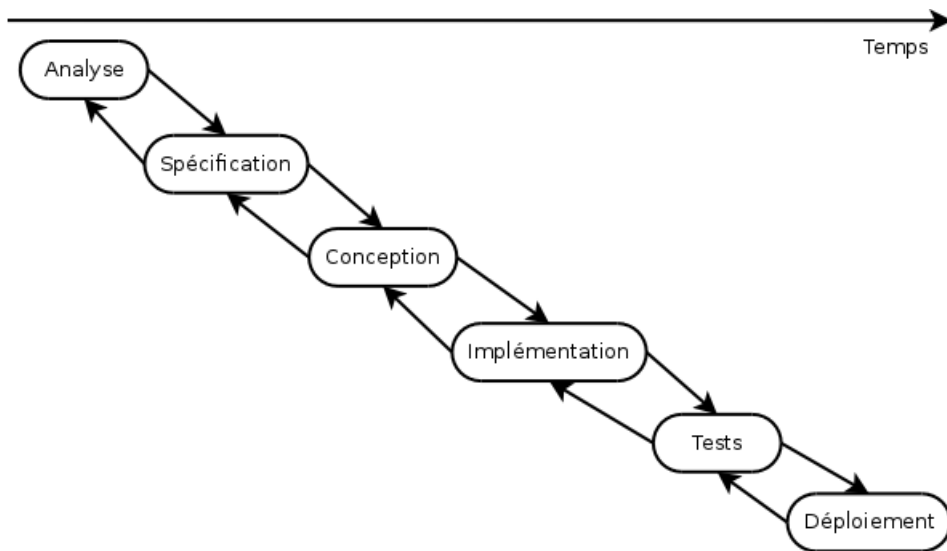 Temps
Analyse
Spécification
Conception
Implémentation
Tests
Déploiement